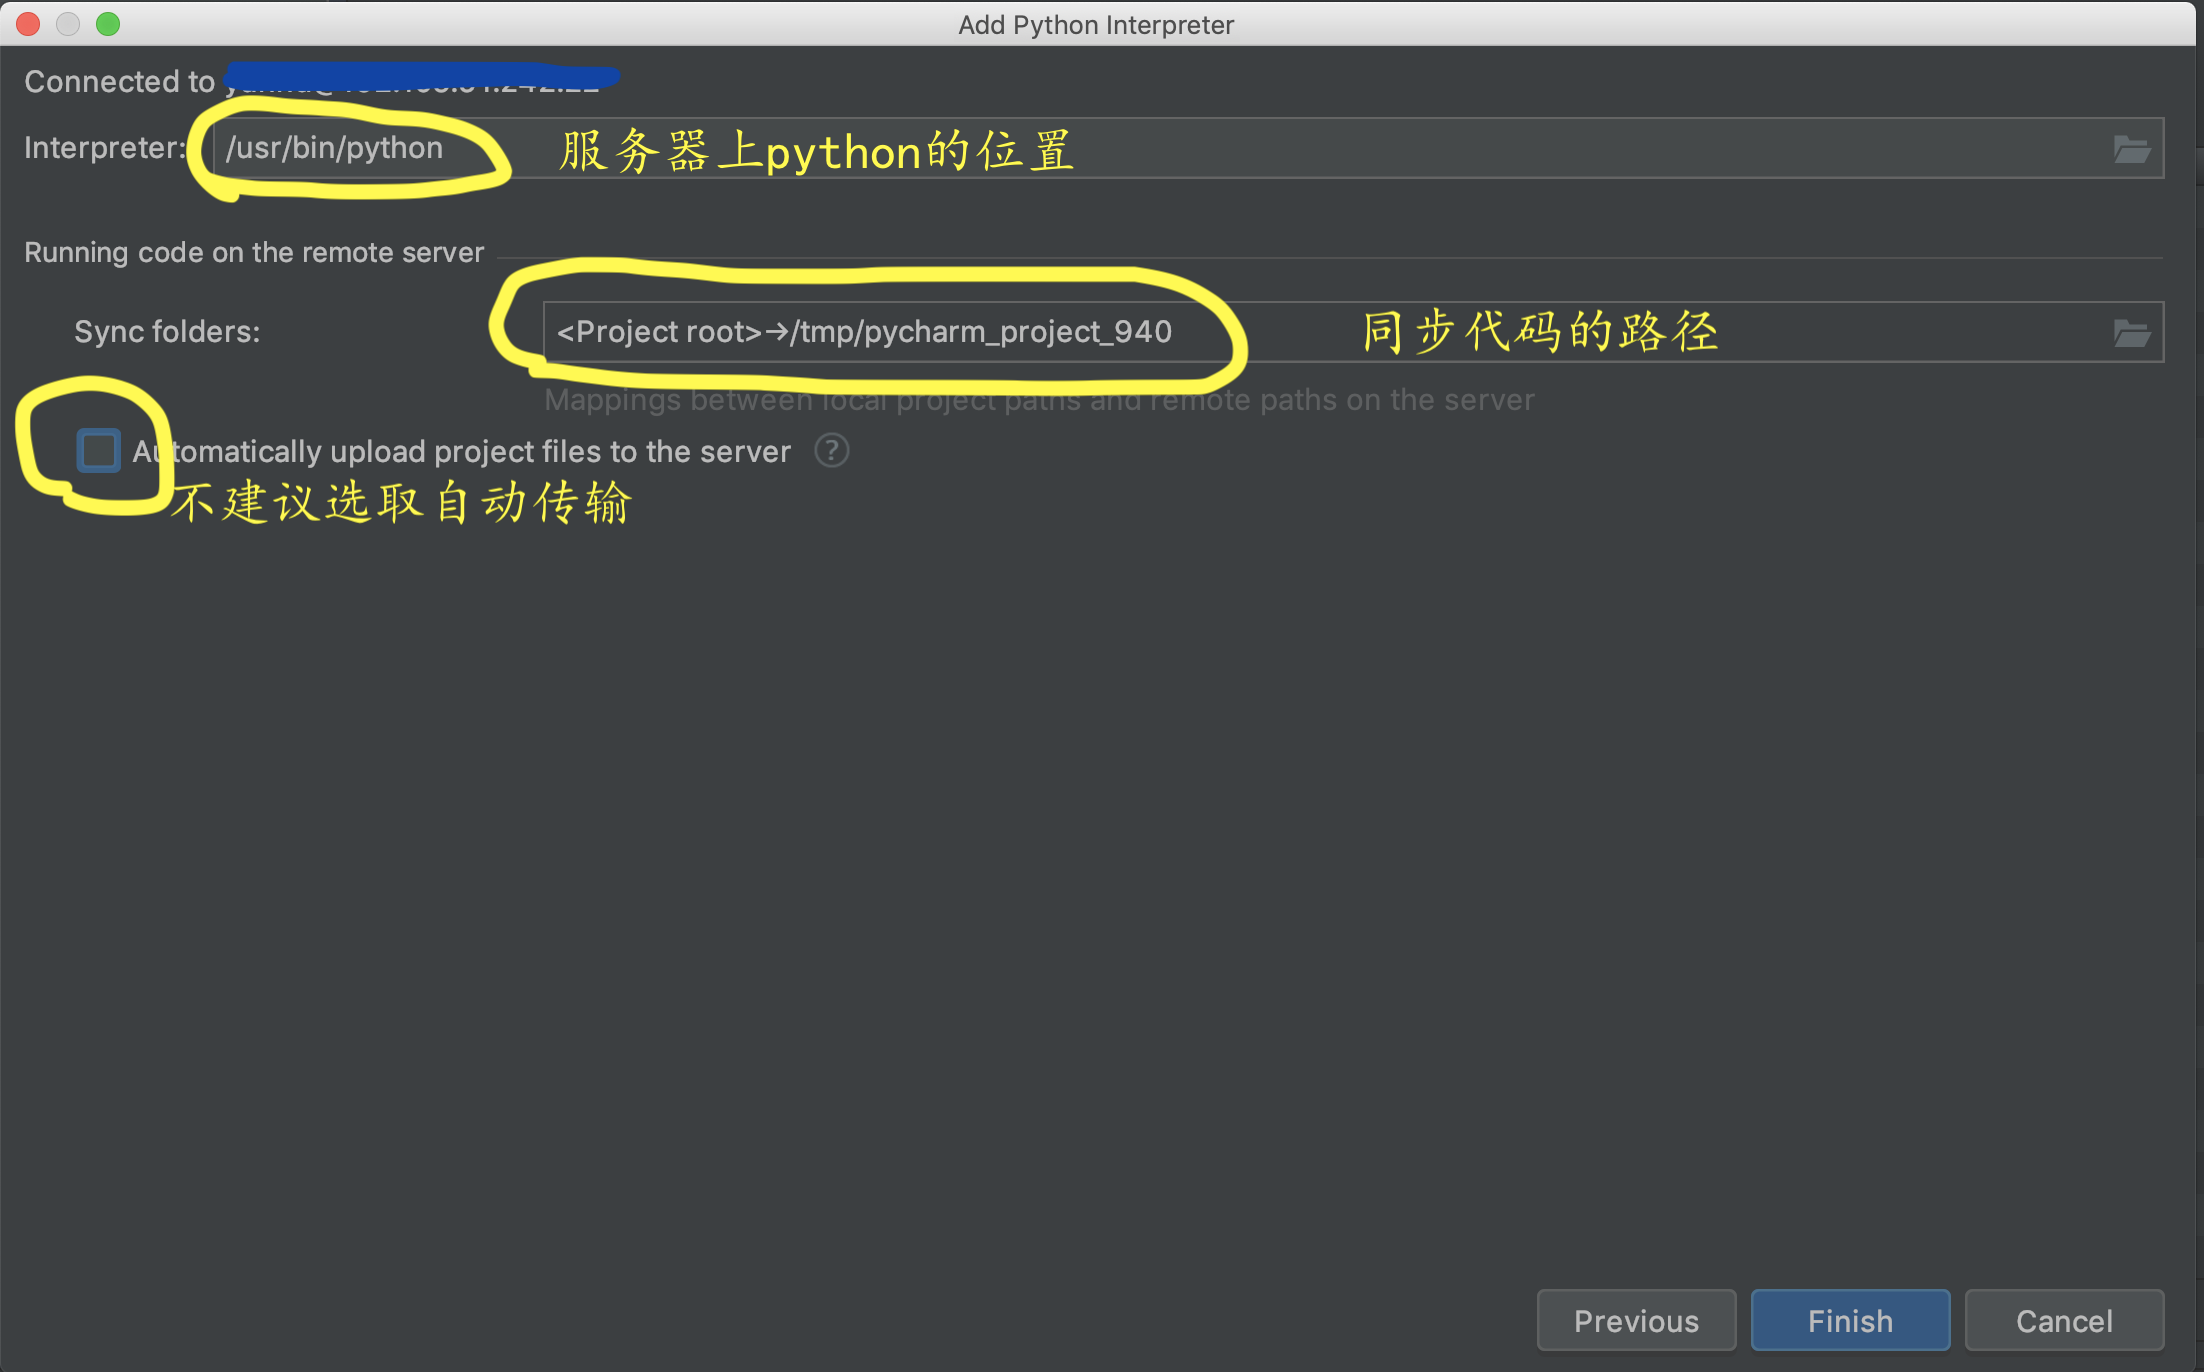 Add Python Interpreter
Connected to
Interpreter: /usr/bin/python 服务器上python的位置
Running code on the remote server
Sync folders: <Project root>→/tmp/pycharm_project_940 同步代码的路径
Mappings between local project paths and remote paths on the server
Automatically upload project files to the server ?
不建议选取自动传输
Previous Finish Cancel